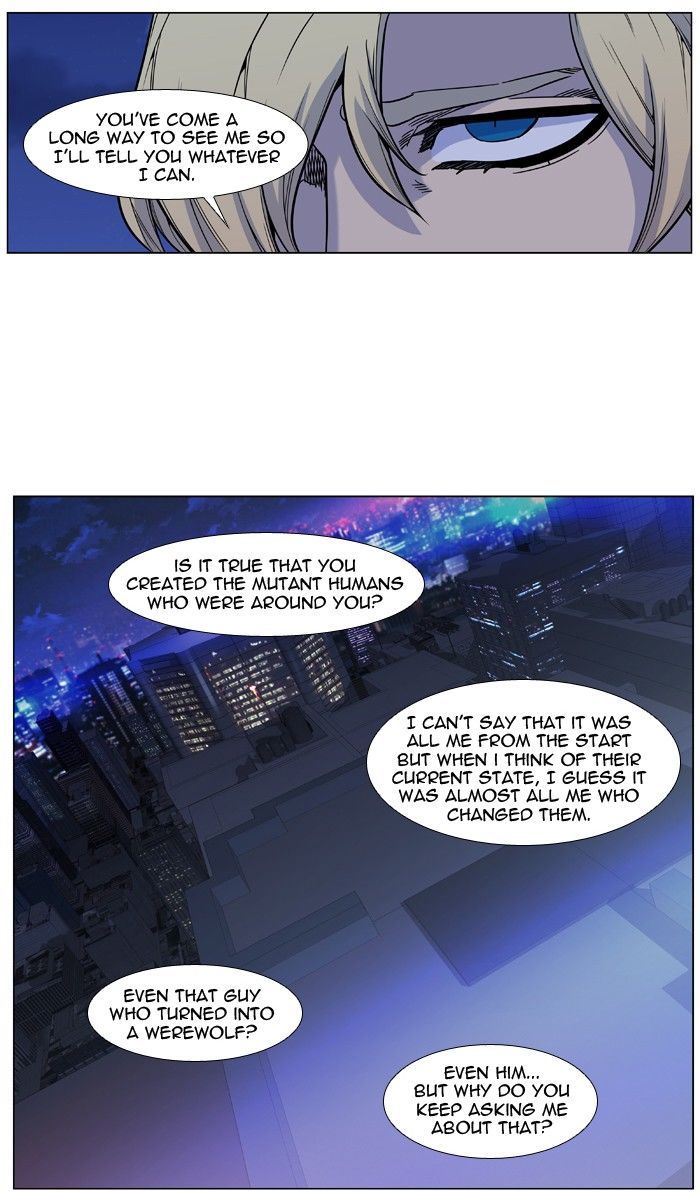 YOU'VE COME A
LONG WAY TO SEE ME SO
I'LL TELL YOU WHATEVER
I CAN.
IS IT TRUE THAT YOU
CREATED THE MUTANT HUMANS
WHO WERE AROUND YOU?
I CAN'T SAY THAT IT WAS
ALL ME FROM THE START
BUT WHEN I THINK OF THEIR
CURRENT STATE, I GUESS IT
WAS ALMOST ALL ME WHO
CHANGED THEM.
EVEN THAT GUY
WHO TURNED INTO
A WEREWOLF?
EVEN HIM...
BUT WHY DO YOU
KEEP ASKING ME
ABOUT THAT?